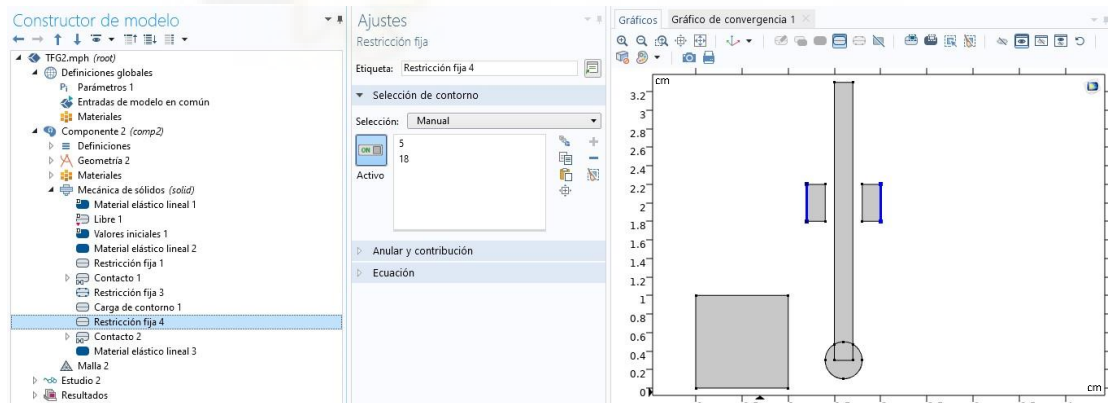 Constructor de modelo
TFG2.mph (root)
Definiciones globales
Pi Parámetros 1
Entradas de modelo en común
Materiales
Componente 2 (comp2)
Definiciones
Geometría 2
Materiales
Mecánica de sólidos (solid)
Material elástico lineal 1
Libre 1
Valores iniciales 1
Material elástico lineal 2
Restricción fija 1
Contacto 1
Restricción fija 3
Carga de contorno 1
Restricción fija 4
Contacto 2
Material elástico lineal 3
Malla 2
Estudio 2
Resultados
Ajustes
Restricción fija
Etiqueta: Restricción fija 4
Selección de contorno
Selección: Manual
ON
Activo
5
18
Anular y contribución
Ecuación
Gráficos Gráfico de convergencia 1
cm
3.2
3
2.8
2.6
2.4
2.2
2
1.8
1.6
1.4
1.2
1
0.8
0.6
0.4
0.2
0
cm